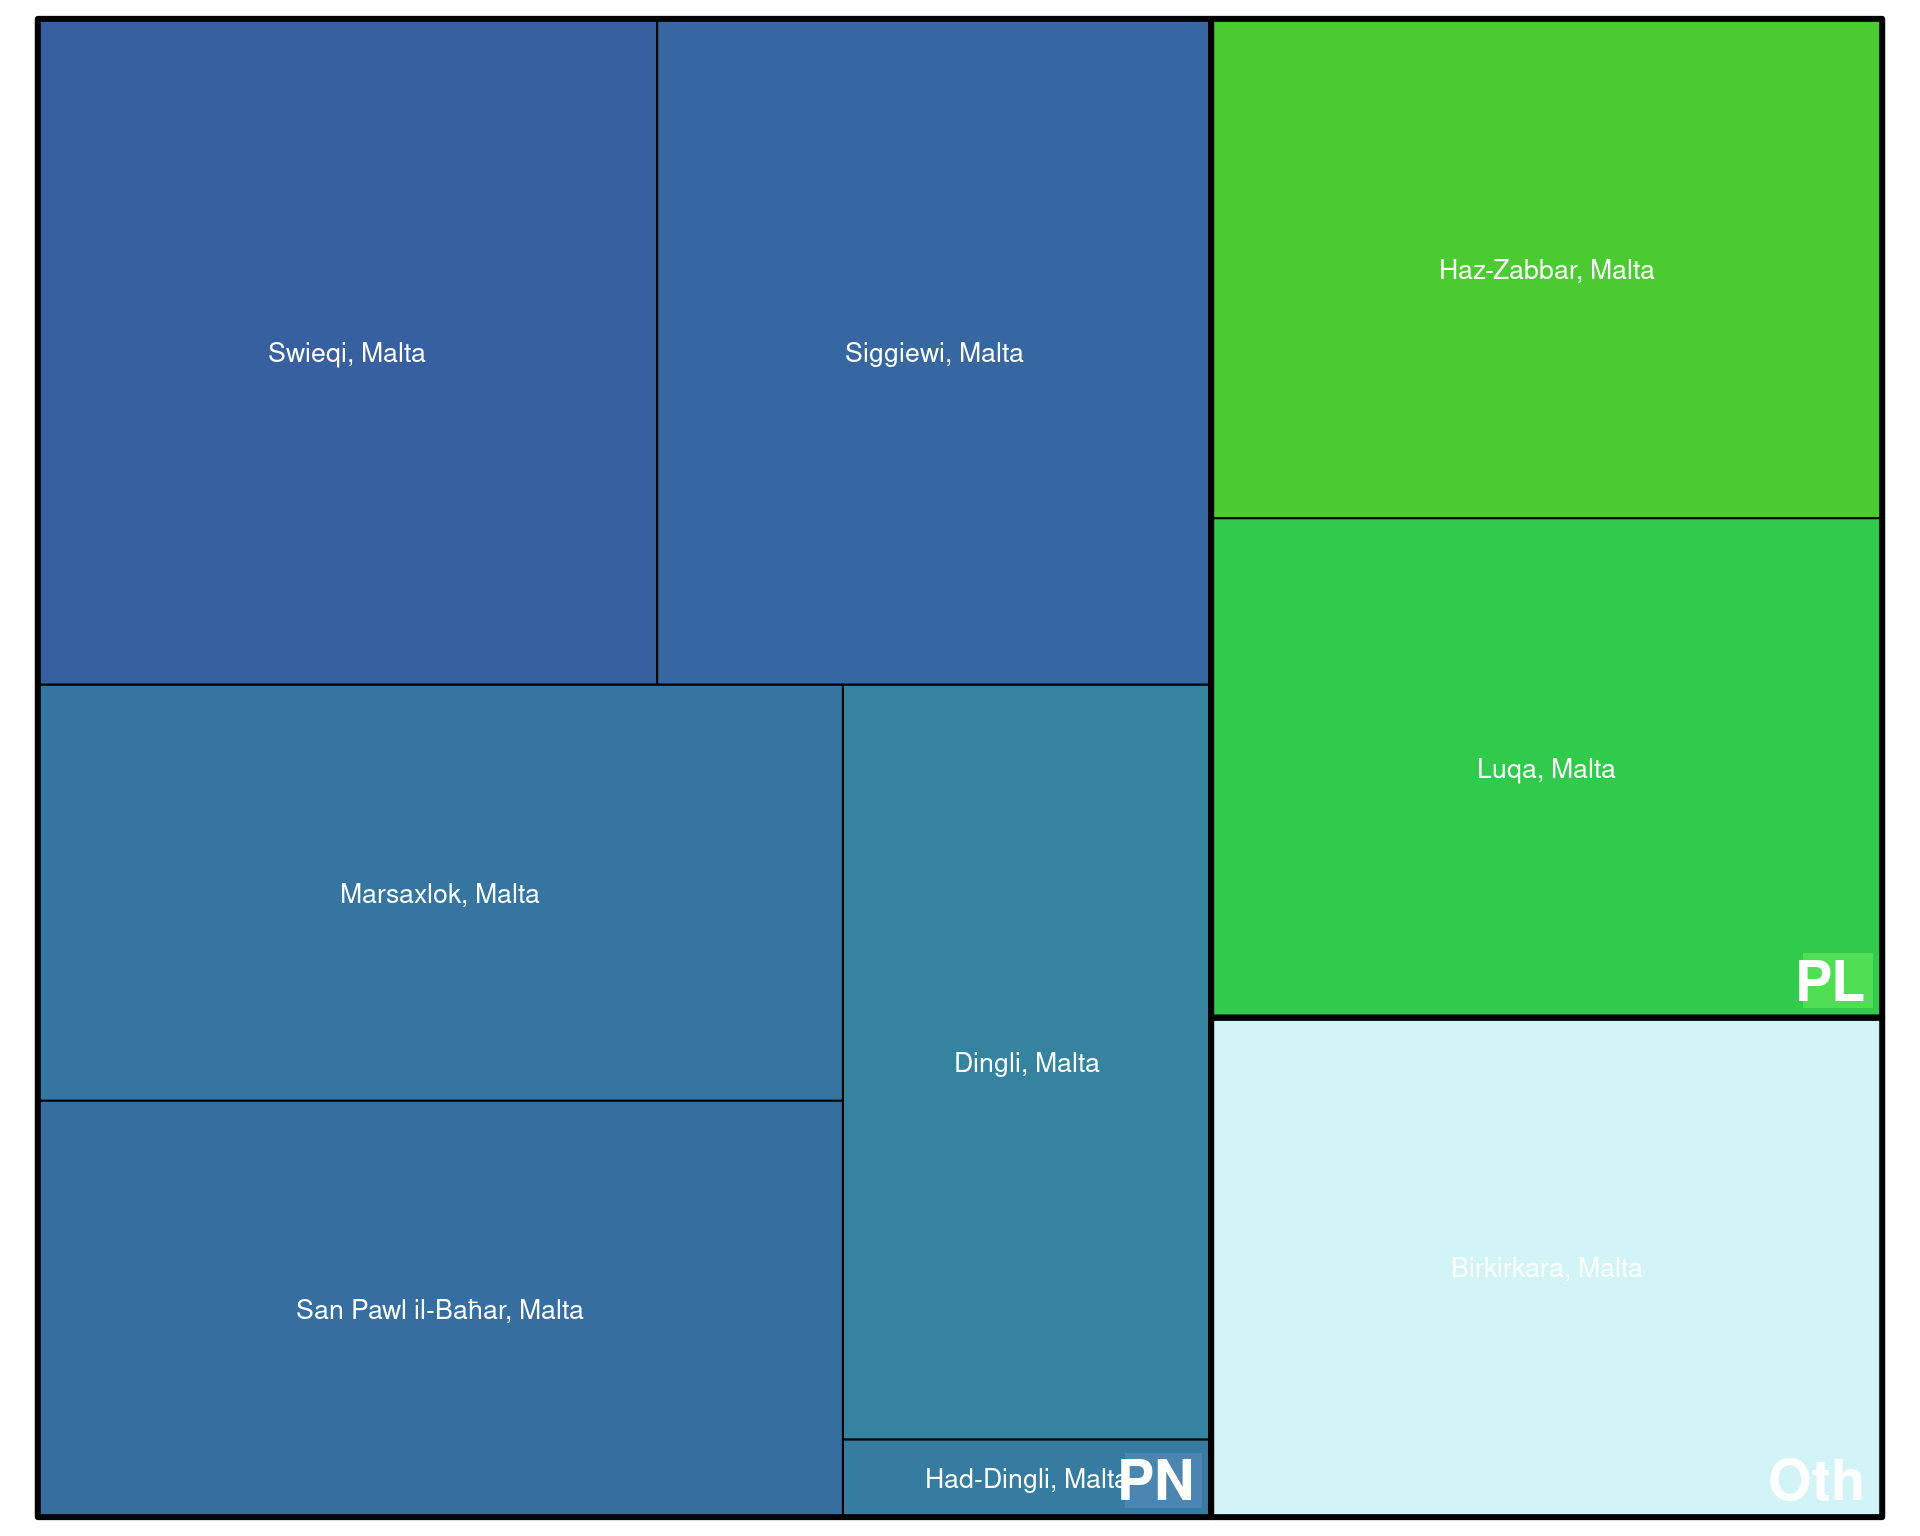 Swieqi, Malta
Siggiewi, Malta
Haz-Zabbar, Malta
Luqa, Malta
PL
Marsaxlok, Malta
Dingli, Malta
San Pawl il-Baħar, Malta
Had-Dingli, Malta
PN
Birkirkara, Malta
Oth